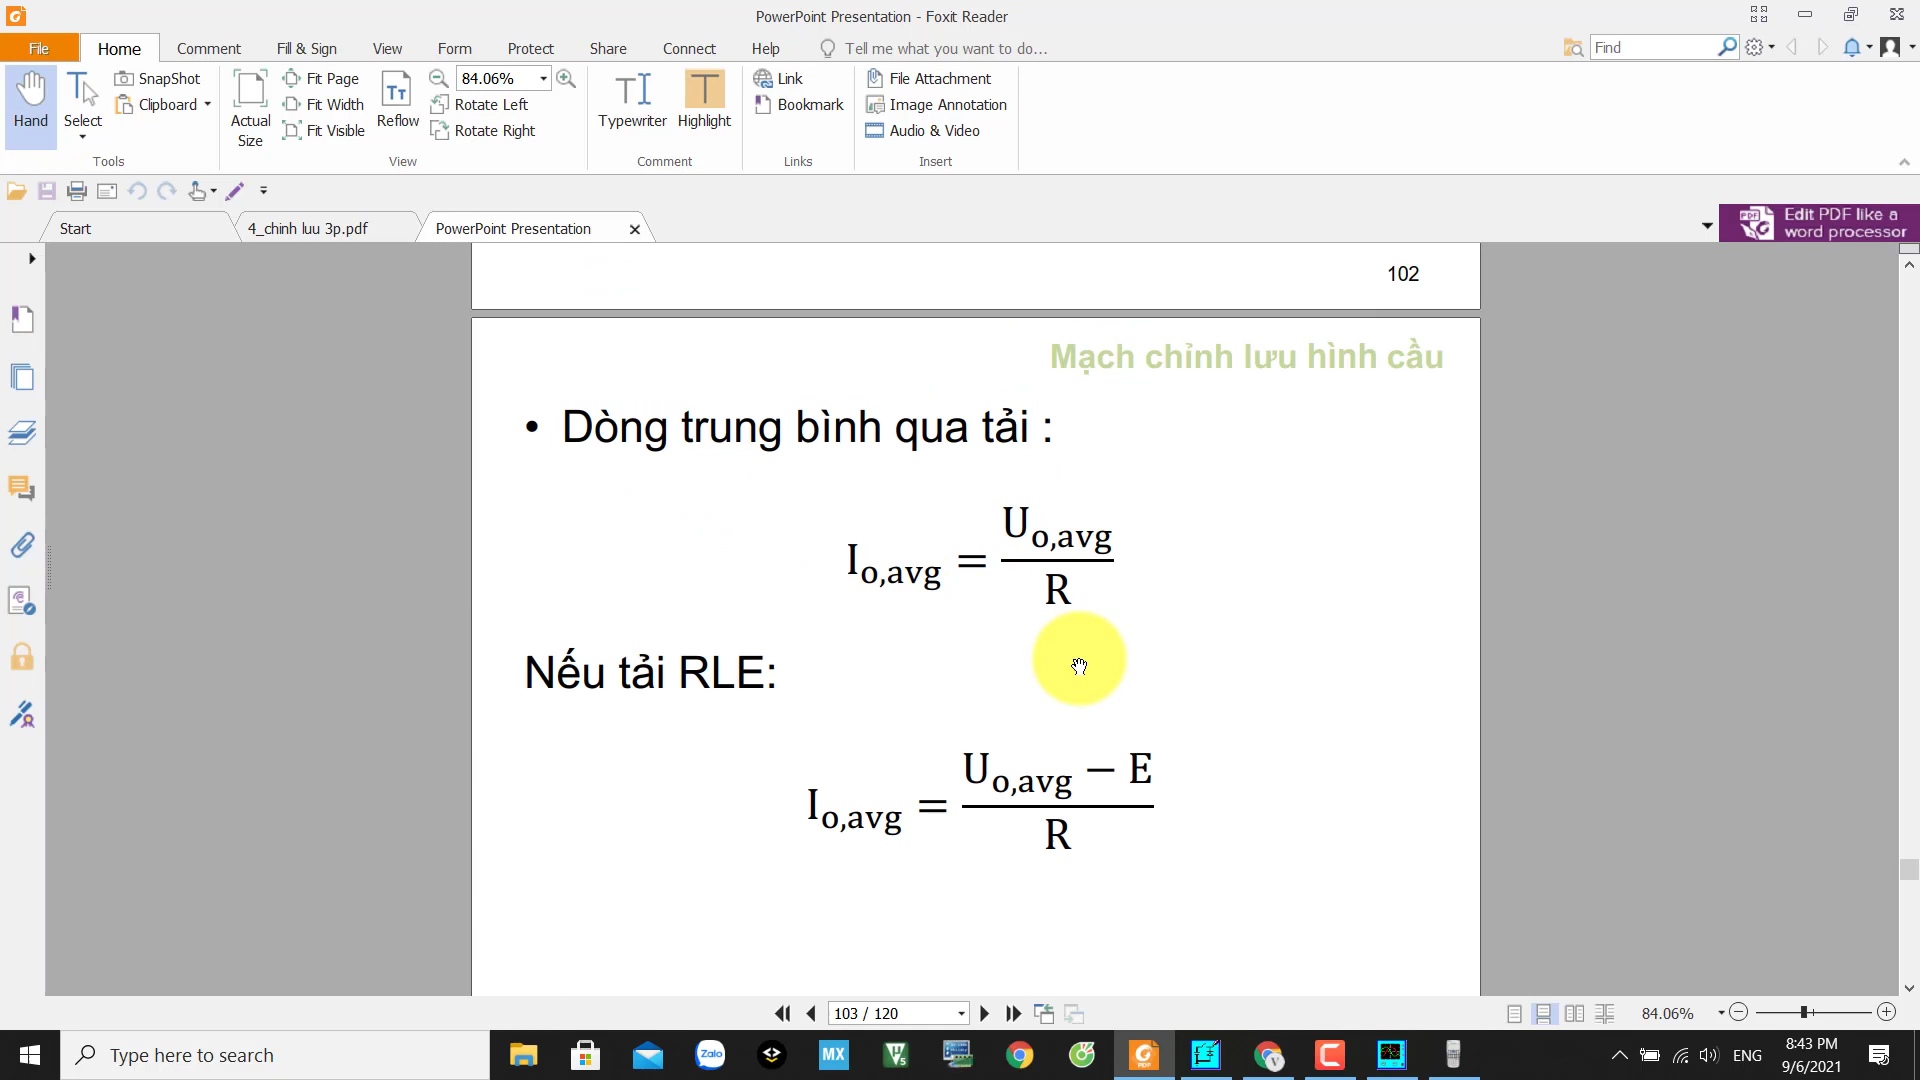 PowerPoint Presentation - Foxit Reader
File Home Comment Fill & Sign View Form Protect Share Connect Help Tell me what you want to do... Find
Hand Select SnapShot Clipboard
Tools
Actual Size Fit Page Fit Width Fit Visible Reflow 84.06% Rotate Left Rotate Right
View
Typewriter Highlight
Comment
Link Bookmark
Links
File Attachment Image Annotation Audio & Video
Insert
Start 4_chinh luu 3p.pdf PowerPoint Presentation
Edit PDF like a
word processor
102
Mạch chỉnh lưu hình cầu
• Dòng trung bình qua tải :
I_{o,avg} = U_{o,avg} / R
Nếu tải RLE:
I_{o,avg} = (U_{o,avg} − E) / R
103 / 120 84.06%
Type here to search
Zalo
MX
V5
PDF
ENG
8:43 PM
9/6/2021